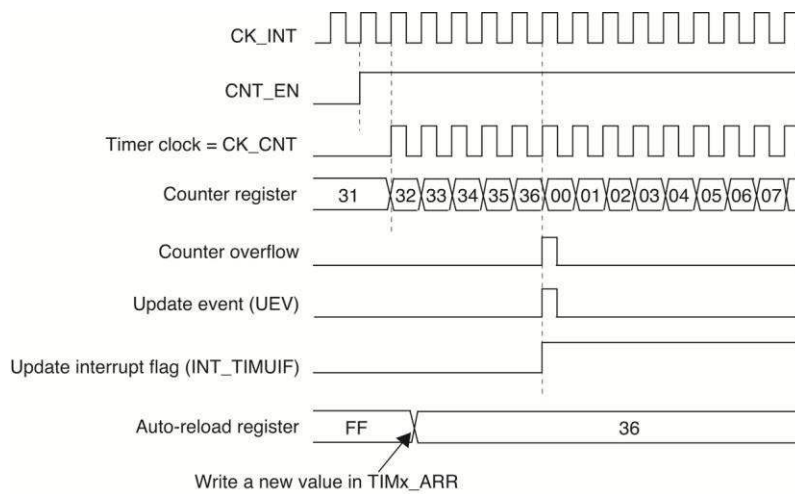 CK_INT
CNT_EN
Timer clock = CK_CNT
Counter register 31 32 33 34 35 36 00 01 02 03 04 05 06 07
Counter overflow
Update event (UEV)
Update interrupt flag (INT_TIMUIF)
Auto-reload register FF 36
Write a new value in TIMx_ARR